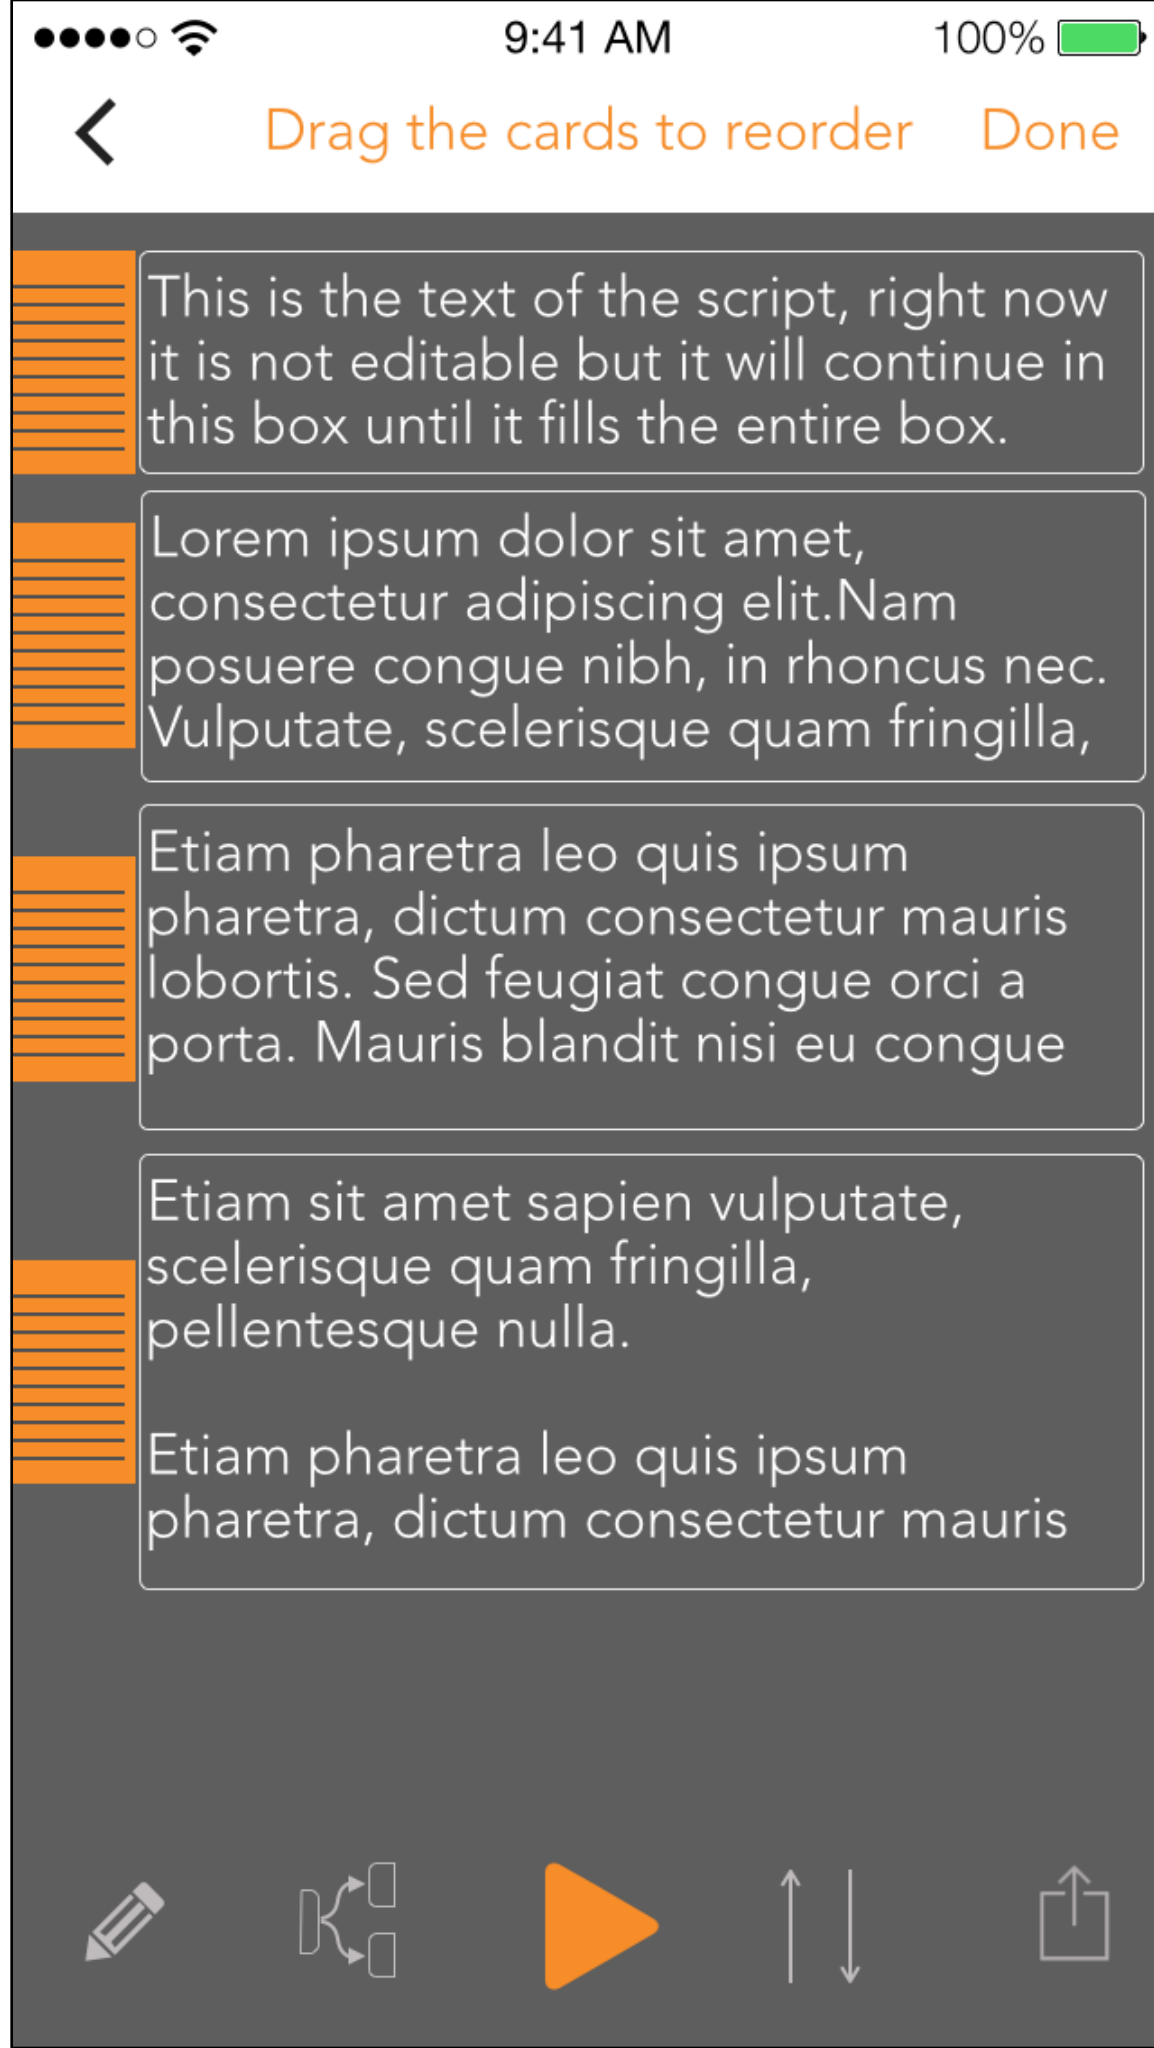 9:41 AM
100%
Drag the cards to reorder
Done
This is the text of the script, right now
it is not editable but it will continue in
this box until it fills the entire box.
Lorem ipsum dolor sit amet,
consectetur adipiscing elit.Nam
posuere congue nibh, in rhoncus nec.
Vulputate, scelerisque quam fringilla,
Etiam pharetra leo quis ipsum
pharetra, dictum consectetur mauris
lobortis. Sed feugiat congue orci a
porta. Mauris blandit nisi eu congue
Etiam sit amet sapien vulputate,
scelerisque quam fringilla,
pellentesque nulla.
Etiam pharetra leo quis ipsum
pharetra, dictum consectetur mauris